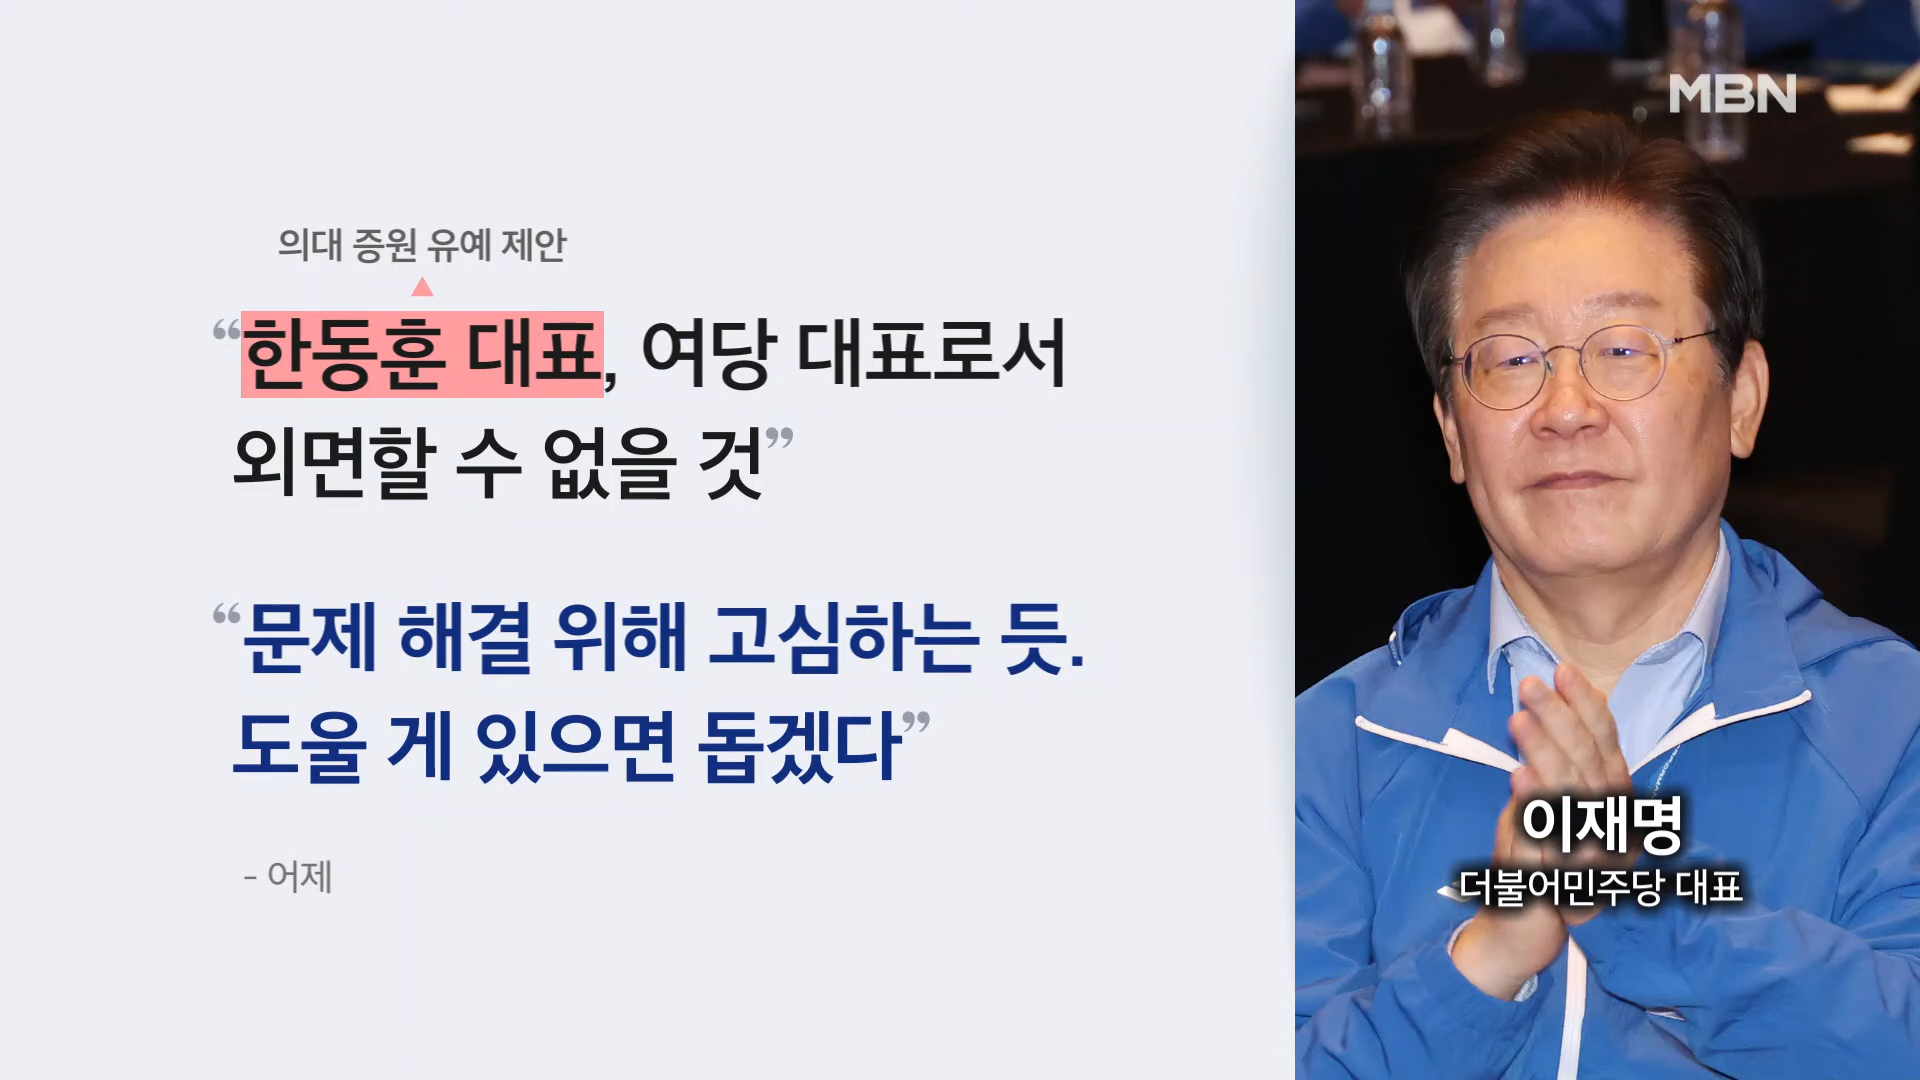 MBN
의대 증원 유예 제안
“한동훈 대표, 여당 대표로서
외면할 수 없을 것”
“문제 해결 위해 고심하는 듯.
도울 게 있으면 돕겠다”
- 어제
이재명
더불어민주당 대표